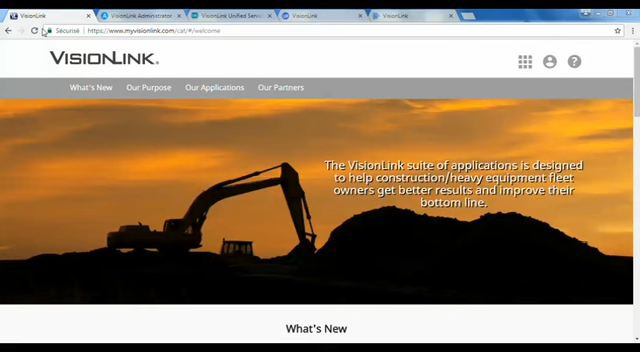 VisionLink
VisionLink Administrator
VisionLink Unified Servic
VisionLink
VisionLink
Sécurisé
https://www.myvisionlink.com/cat/#/welcome
VISIONLINK®
What's New
Our Purpose
Our Applications
Our Partners
The VisionLink suite of applications is designed
to help construction/heavy equipment fleet
owners get better results and improve their
bottom line.
What's New